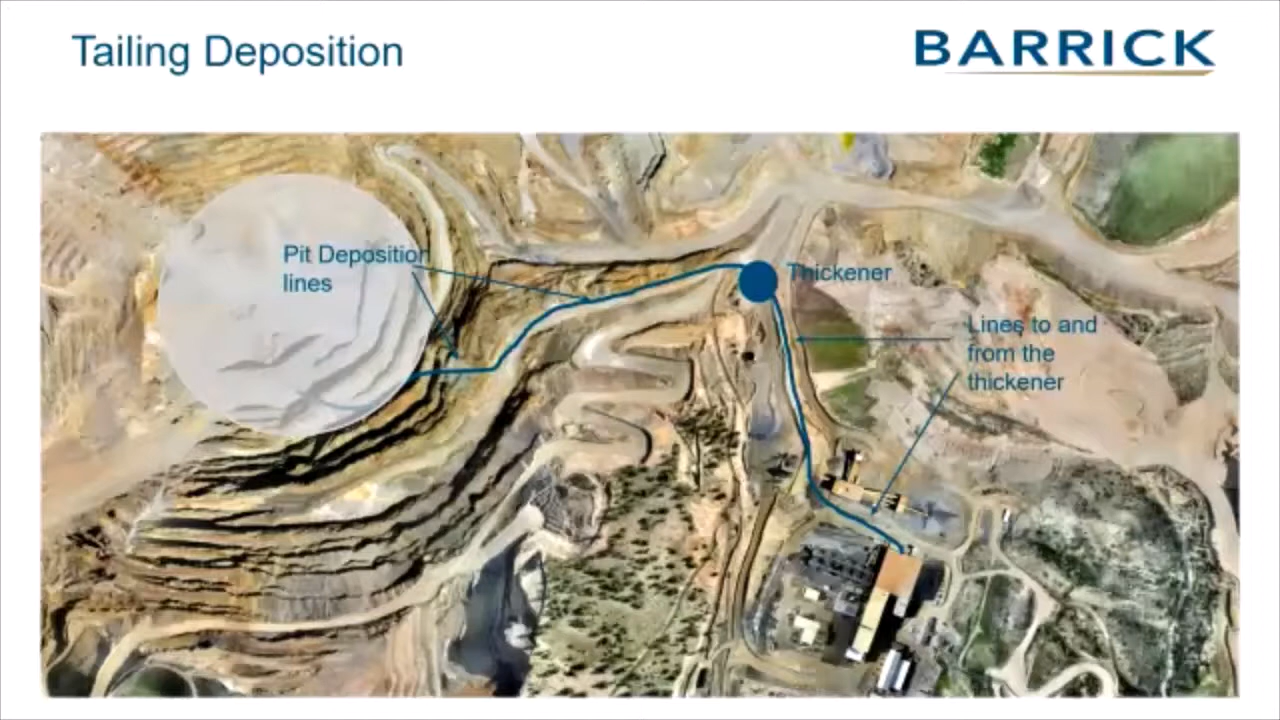 Tailing Deposition
BARRICK
Pit Deposition
lines
Thickener
Lines to and
from the
thickener